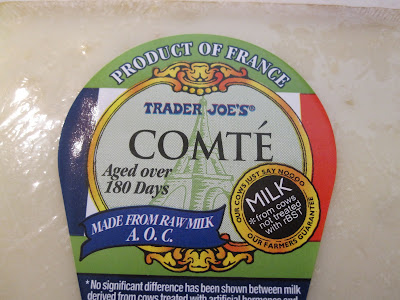 PRODUCT OF FRANCE
TRADER JOE'S®
COMTÉ
Aged over
180 Days
MADE FROM RAW MILK
A. O. C.
OUR COWS JUST SAY NOOOO
MILK
*from cows
not treated
with rBST
OUR FARMERS GUARANTEE
*No significant difference has been shown between milk
derived from cows treated with artificial hormones and